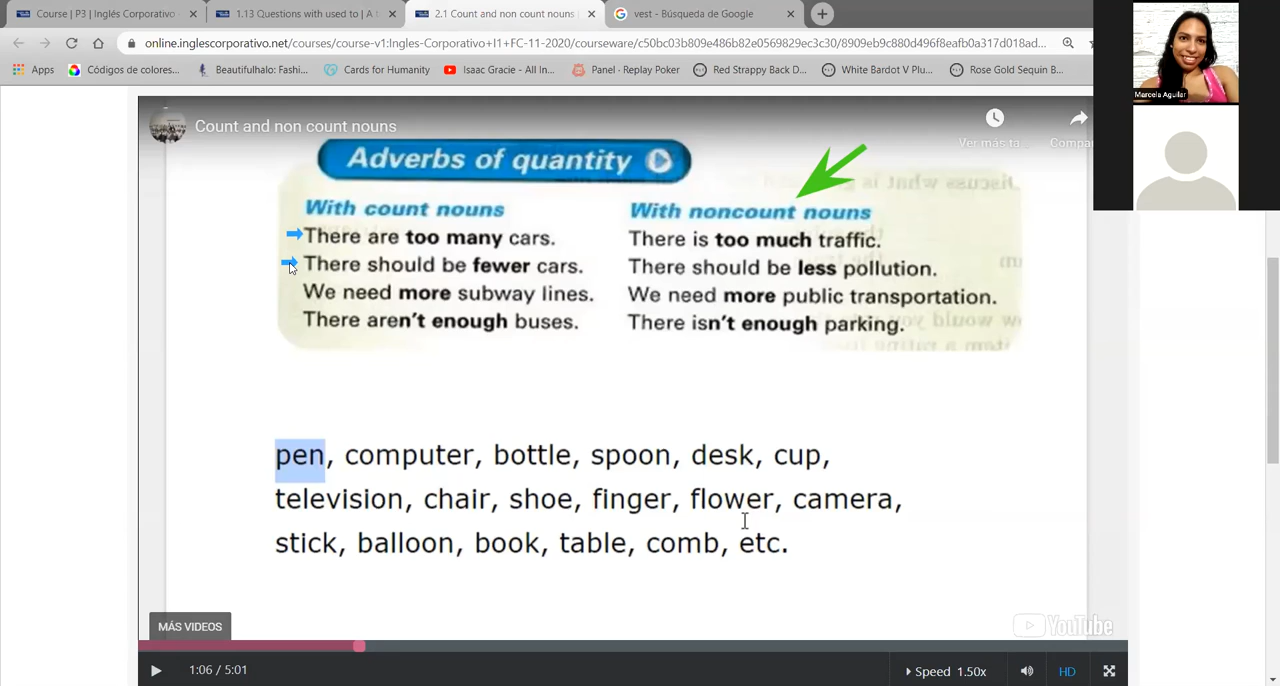 Course | P3 | Inglés Corporativo
1.13 Questions with used to | A
2.1 Count and non count nouns
vest - Búsqueda de Google
online.inglescorporativo.net/courses/course-v1:Ingles-Corporativo+I1+FC-11-2020/courseware/c50bc03b809e486b82e0569829ec3c30/8909eb9c880d496f8eafb0a317d018ad...
Apps
Códigos de colores...
Beautifulhalo: Fashi...
Cards for Humanity
Isaac Gracie - All In...
Panel - Replay Poker
Red Strappy Back D...
White Bardot V Plu...
Rose Gold Sequin B...
Marcela Aguilar
Count and non count nouns
Ver más ta...
Compar
Adverbs of quantity
With count nouns
There are too many cars.
There should be fewer cars.
We need more subway lines.
There aren't enough buses.
With noncount nouns
There is too much traffic.
There should be less pollution.
We need more public transportation.
There isn't enough parking.
pen, computer, bottle, spoon, desk, cup,
television, chair, shoe, finger, flower, camera,
stick, balloon, book, table, comb, etc.
MÁS VIDEOS
YouTube
1:06 / 5:01
Speed 1.50x
HD